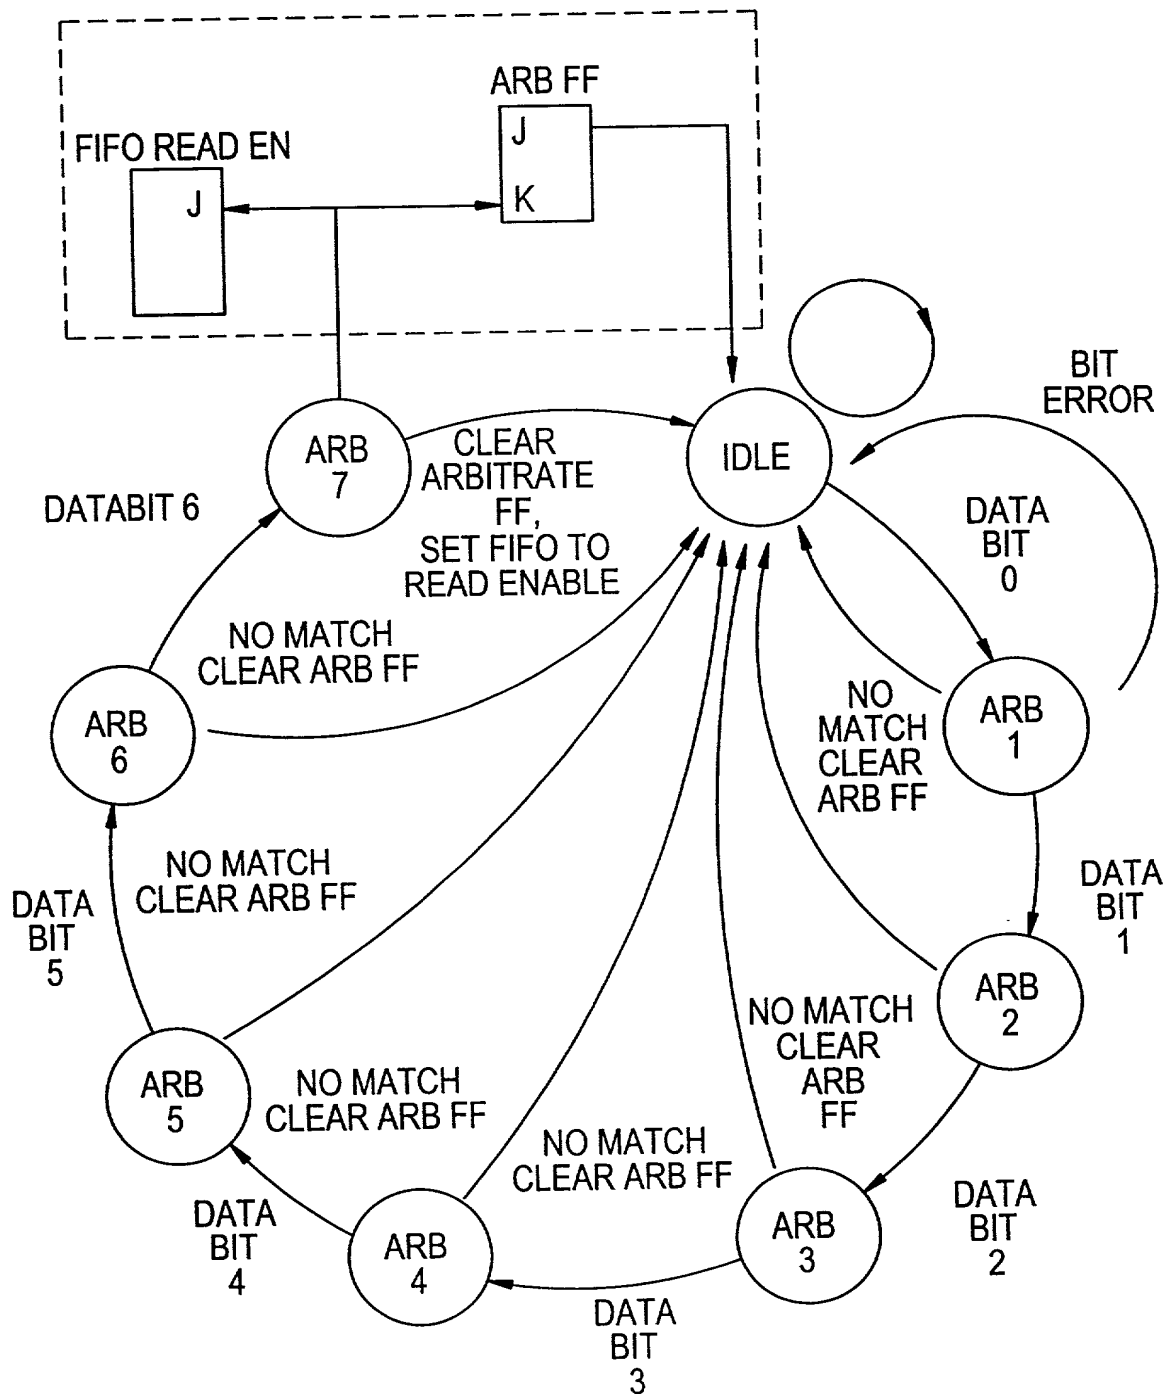 ARB FF
J
K
FIFO READ EN
J
BIT
ERROR
IDLE
ARB
7
CLEAR
ARBITRATE
FF,
SET FIFO TO
READ ENABLE
DATABIT 6
DATA
BIT
0
NO MATCH
CLEAR ARB FF
ARB
6
NO
MATCH
CLEAR
ARB FF
ARB
1
NO MATCH
CLEAR ARB FF
DATA
BIT
5
DATA
BIT
1
ARB
2
NO MATCH
CLEAR
ARB
FF
ARB
5
NO MATCH
CLEAR ARB FF
NO MATCH
CLEAR ARB FF
DATA
BIT
4
ARB
4
ARB
3
DATA
BIT
2
DATA
BIT
3